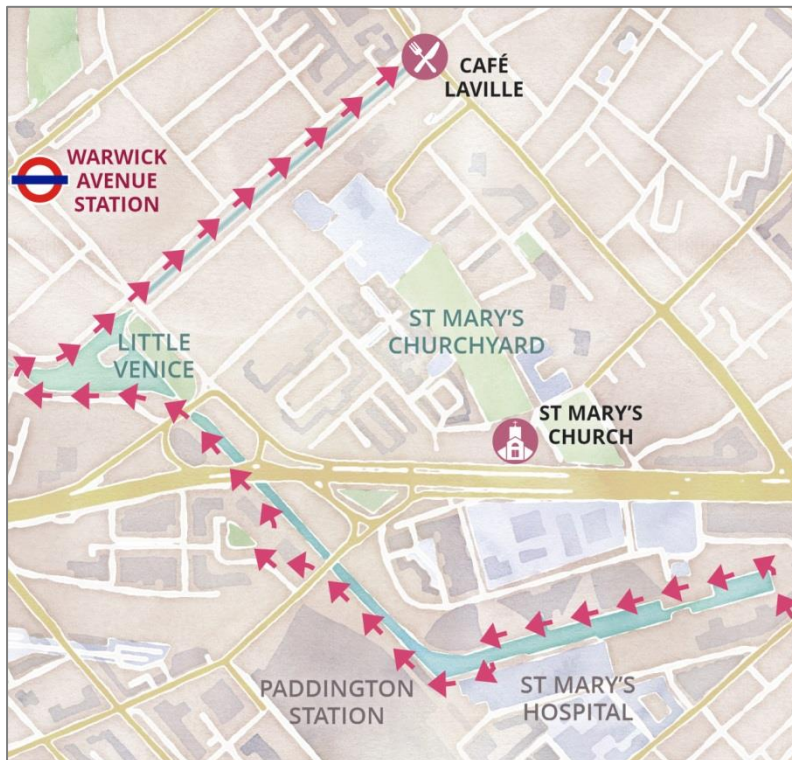 CAFÉ
LAVILLE
WARWICK
AVENUE
STATION
LITTLE
VENICE
ST MARY'S
CHURCHYARD
ST MARY'S
CHURCH
PADDINGTON
STATION
ST MARY'S
HOSPITAL